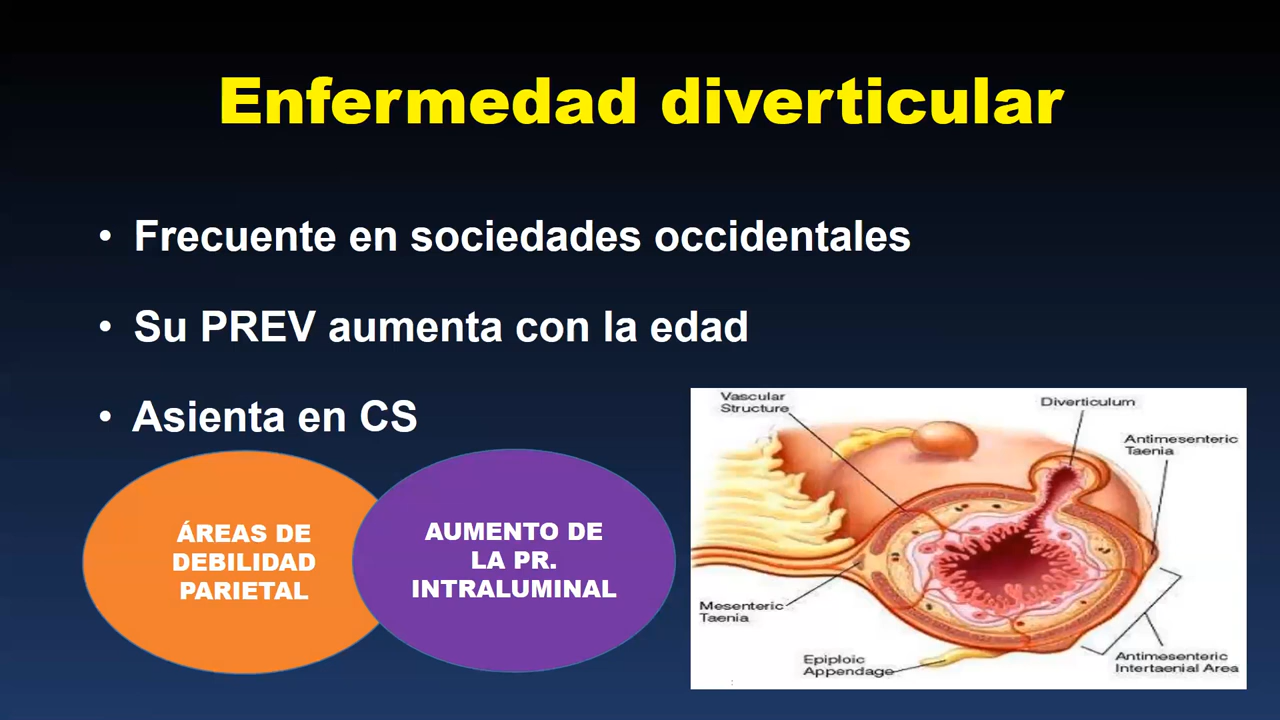 Enfermedad diverticular
• Frecuente en sociedades occidentales
• Su PREV aumenta con la edad
• Asienta en CS
ÁREAS DE
DEBILIDAD
PARIETAL
AUMENTO DE
LA PR.
INTRALUMINAL
Vascular
Structure
Diverticulum
Antimesenteric
Taenia
Mesenteric
Taenia
Epiploic
Appendage
Antimesenteric
Intertaenial Area